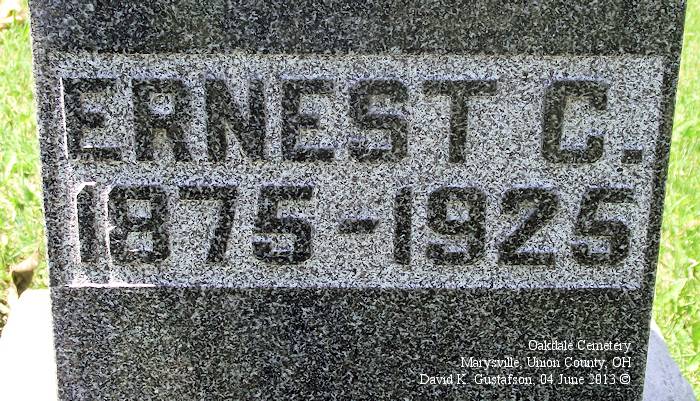 ERNEST C.
1875-1925
Oakdale Cemetery
Marysville, Union County, OH
David K. Gustafson, 04 June 2013 ©